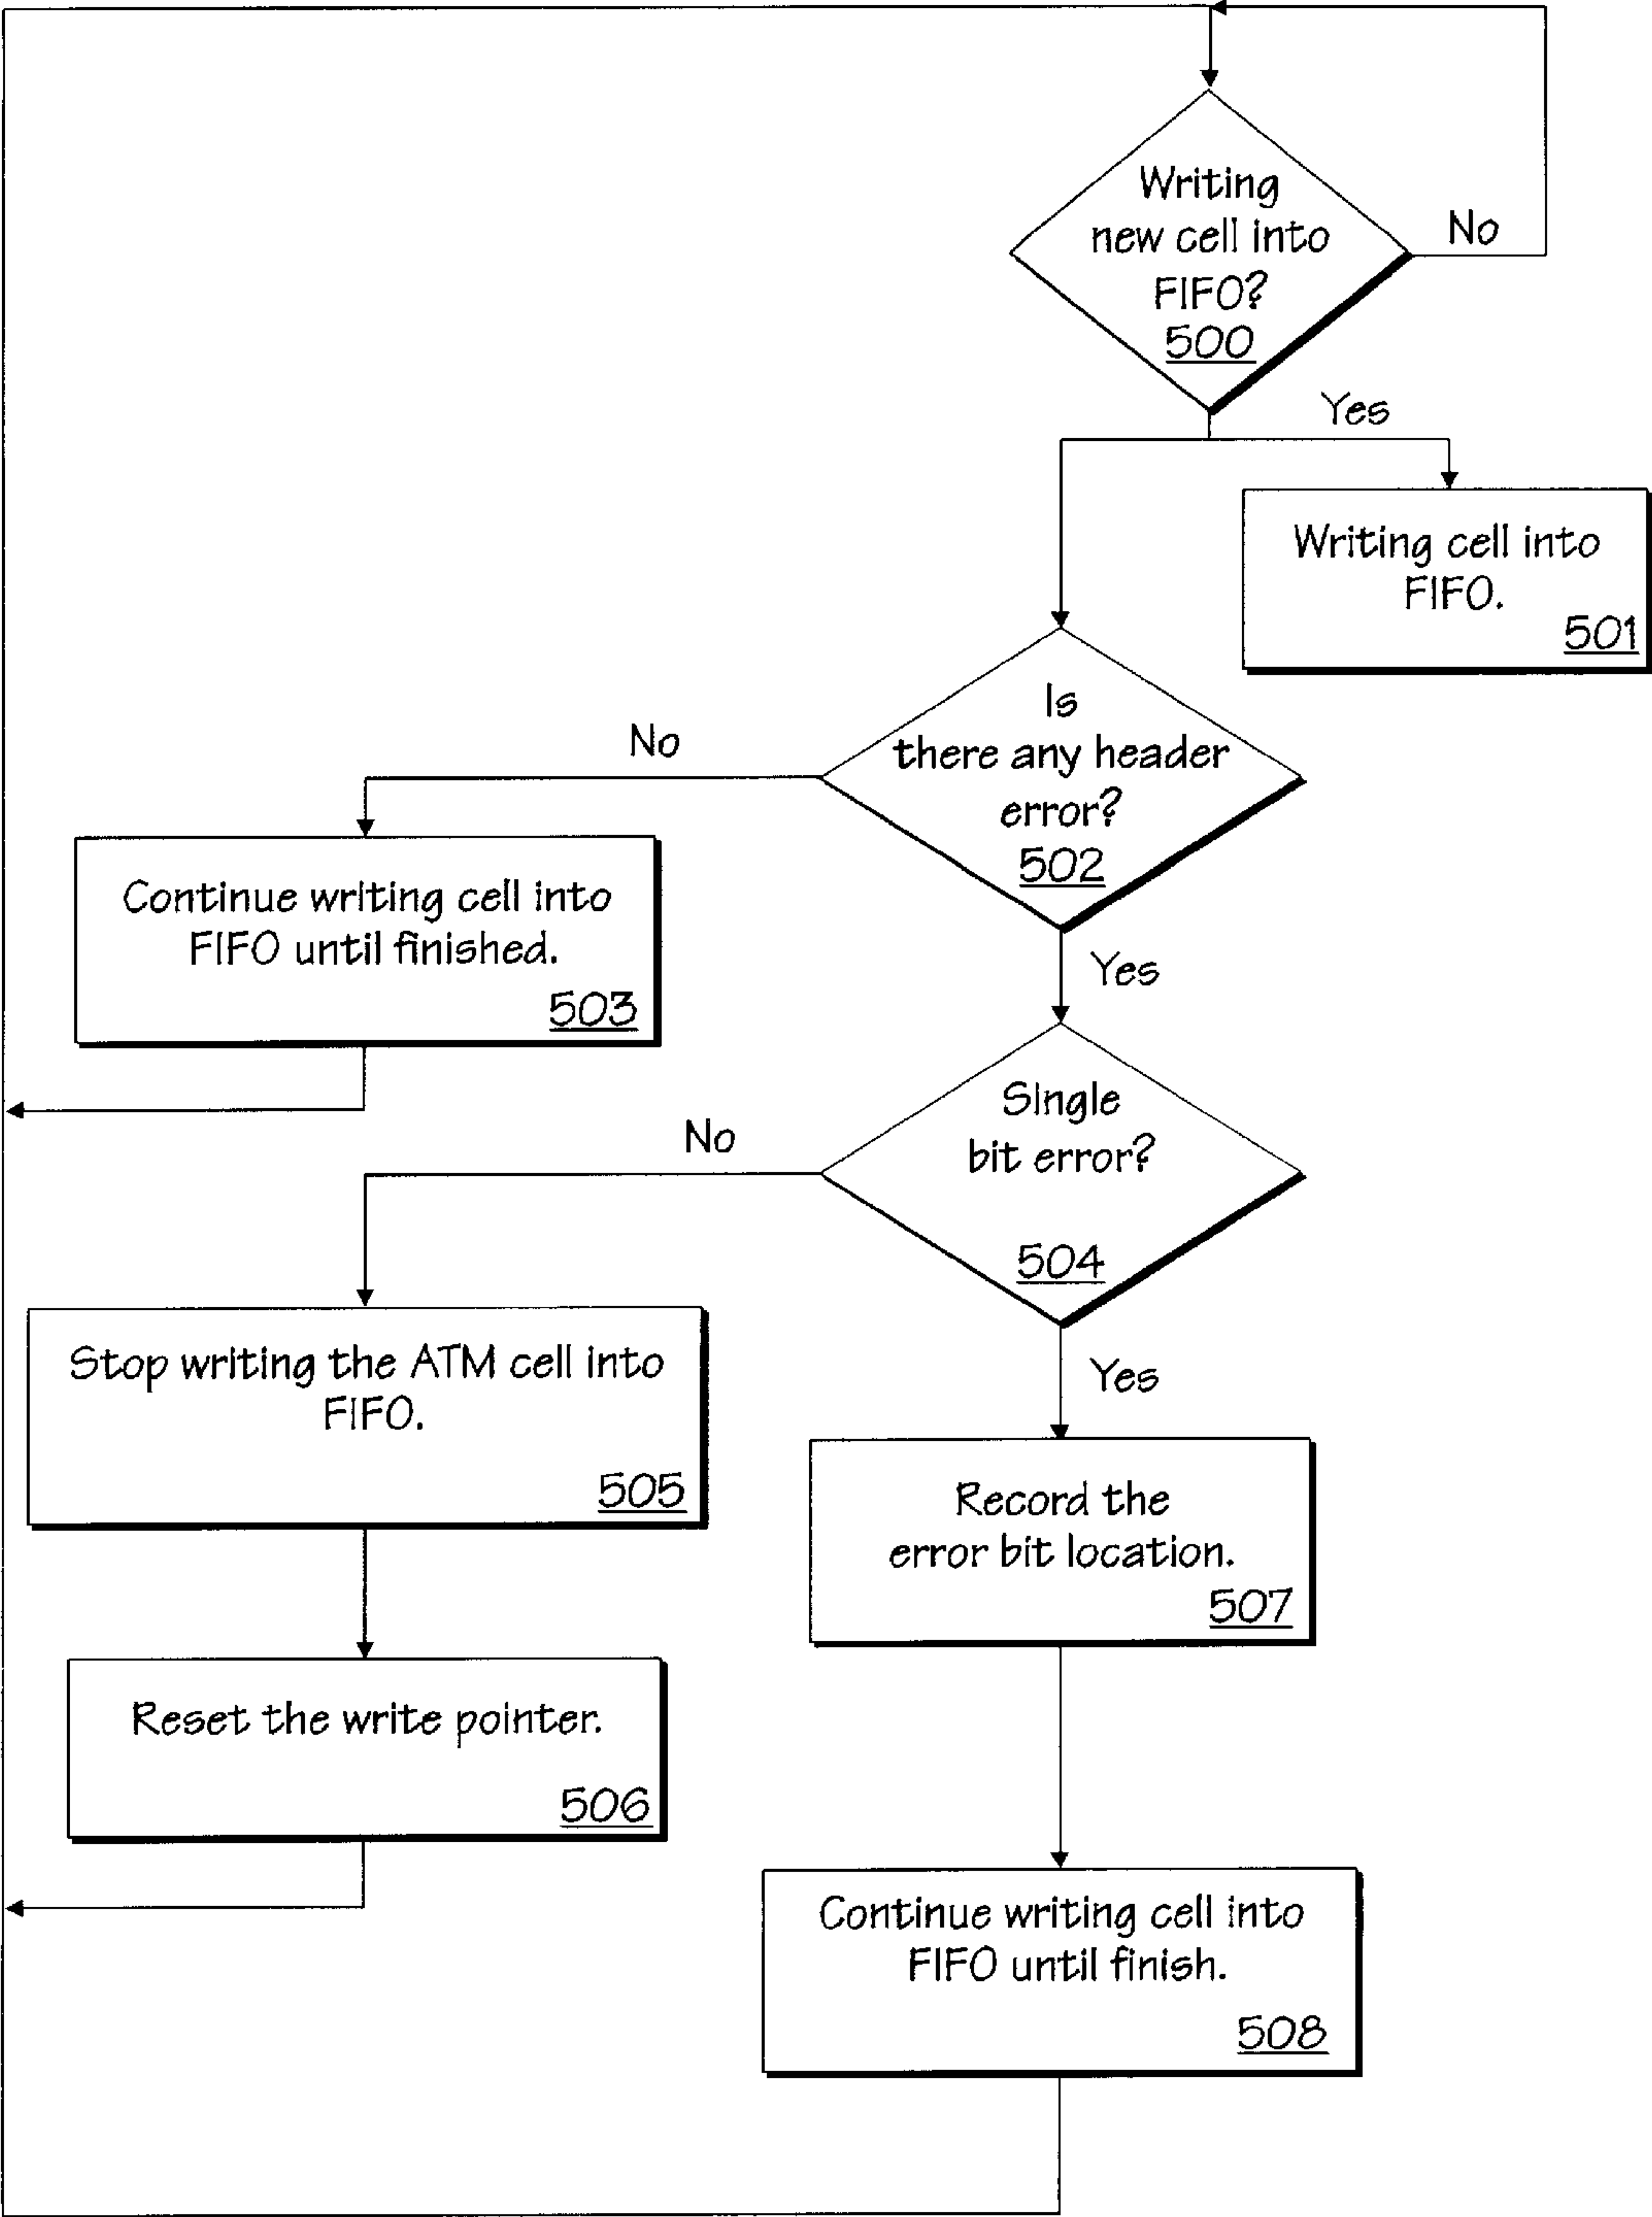 Writing
new cell into
FIFO?
500
No
Yes
Writing cell into
FIFO.
501
Is
there any header
error?
502
No
Continue writing cell into
FIFO until finished.
503
Yes
Single
bit error?
504
No
Stop writing the ATM cell into
FIFO.
505
Yes
Record the
error bit location.
507
Reset the write pointer.
506
Continue writing cell into
FIFO until finish.
508